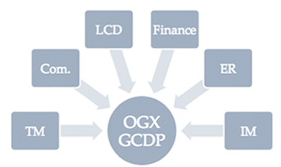 LCD
Finance
Com.
ER
TM
OGX
GCDP
IM